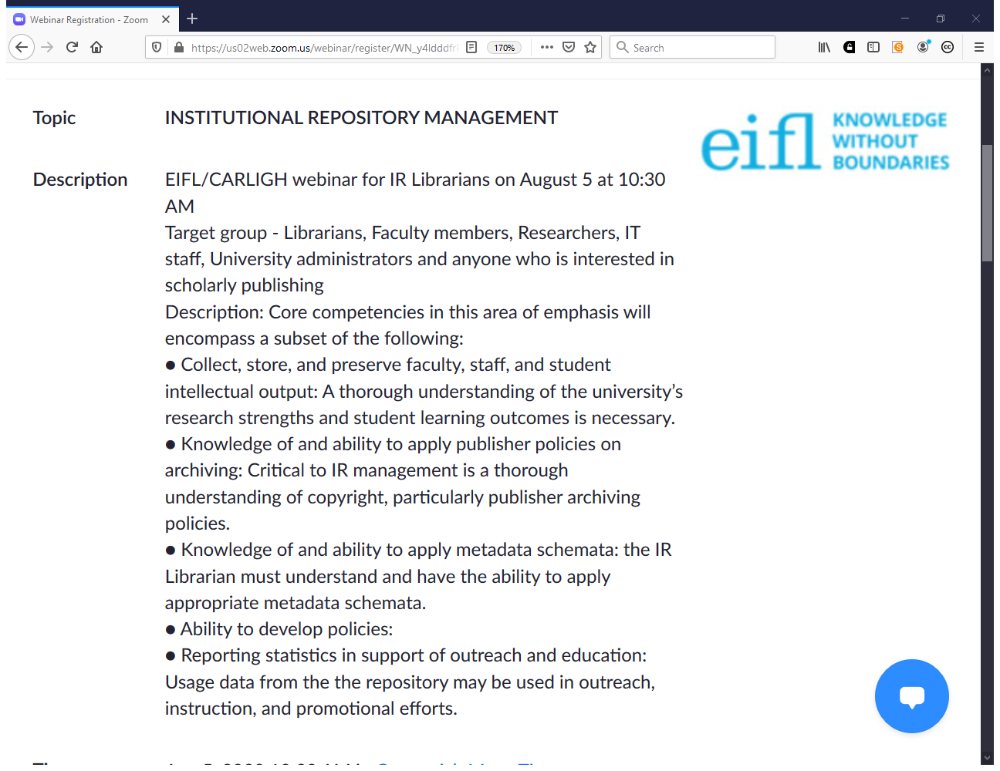 Webinar Registration - Zoom
https://us02web.zoom.us/webinar/register/WN_y4ldddfr
170%
Search
Topic
INSTITUTIONAL REPOSITORY MANAGEMENT
eifl
KNOWLEDGE
WITHOUT
BOUNDARIES
Description
EIFL/CARLIGH webinar for IR Librarians on August 5 at 10:30
AM
Target group - Librarians, Faculty members, Researchers, IT
staff, University administrators and anyone who is interested in
scholarly publishing
Description: Core competencies in this area of emphasis will
encompass a subset of the following:
● Collect, store, and preserve faculty, staff, and student
intellectual output: A thorough understanding of the university’s
research strengths and student learning outcomes is necessary.
● Knowledge of and ability to apply publisher policies on
archiving: Critical to IR management is a thorough
understanding of copyright, particularly publisher archiving
policies.
● Knowledge of and ability to apply metadata schemata: the IR
Librarian must understand and have the ability to apply
appropriate metadata schemata.
● Ability to develop policies:
● Reporting statistics in support of outreach and education:
Usage data from the the repository may be used in outreach,
instruction, and promotional efforts.